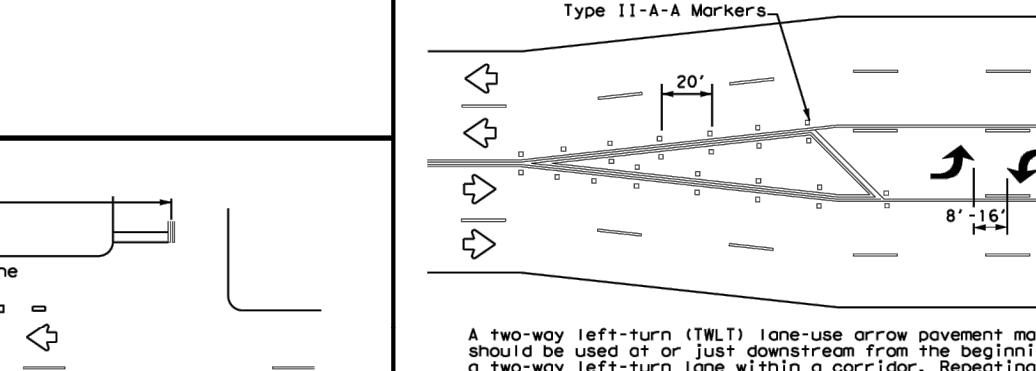 Type II-A-A Markers
20'
8'-16'
ne
A two-way left-turn (TWLT) lane-use arrow pavement ma
should be used at or just downstream from the beginni
a two-way left-turn lane within a corridor. Repeating